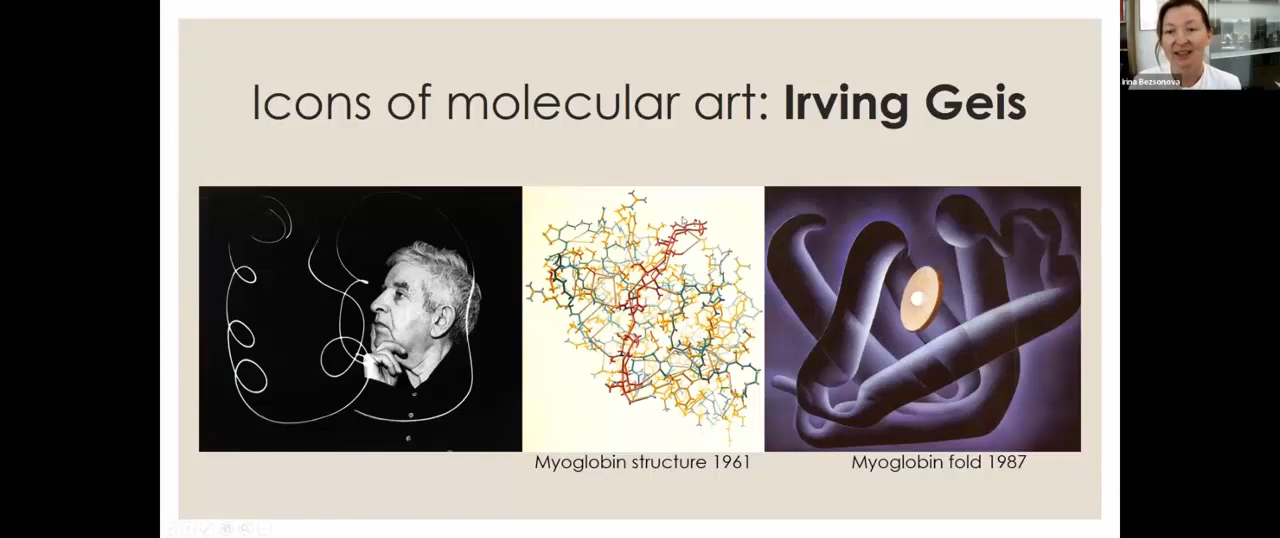 Icons of molecular art: Irving Geis
Irina Bezsonova
Myoglobin structure 1961
Myoglobin fold 1987